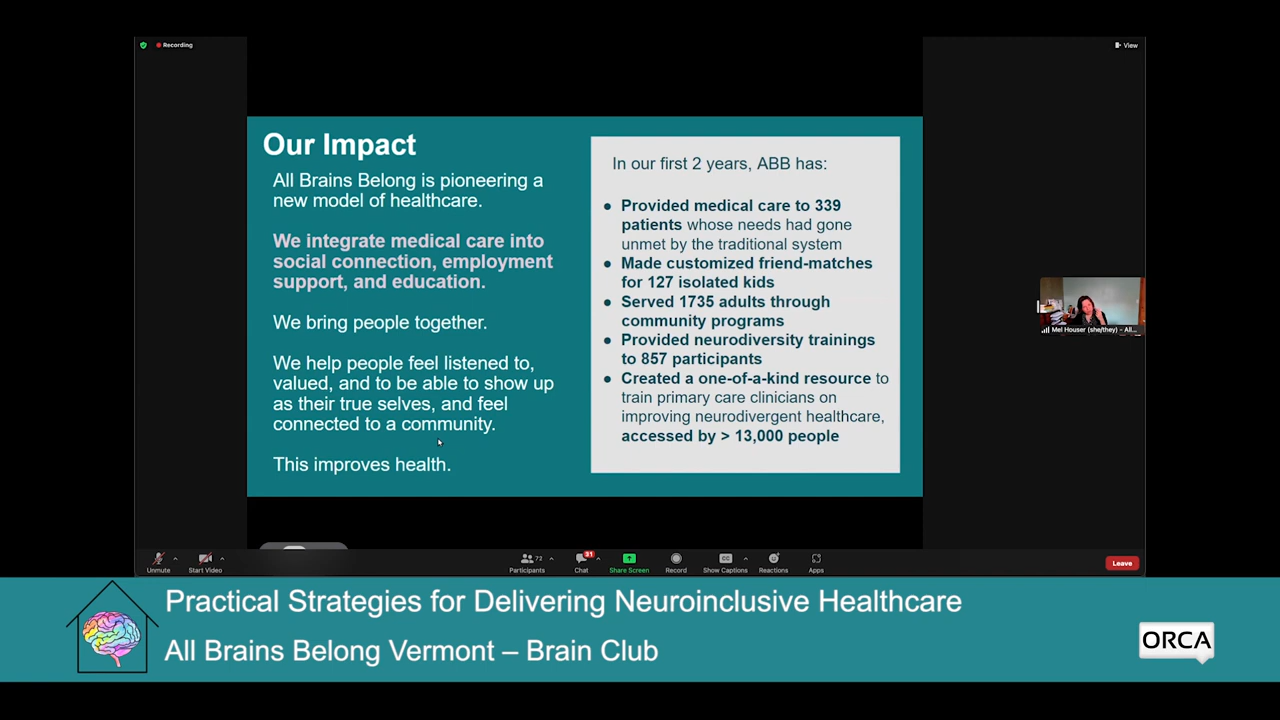 Recording
View
Our Impact
All Brains Belong is pioneering a
new model of healthcare.
We integrate medical care into
social connection, employment
support, and education.
We bring people together.
We help people feel listened to,
valued, and to be able to show up
as their true selves, and feel
connected to a community.
This improves health.
In our first 2 years, ABB has:
● Provided medical care to 339
patients whose needs had gone
unmet by the traditional system
● Made customized friend-matches
for 127 isolated kids
● Served 1735 adults through
community programs
● Provided neurodiversity trainings
to 857 participants
● Created a one-of-a-kind resource to
train primary care clinicians on
improving neurodivergent healthcare,
accessed by > 13,000 people
Mel Houser (she/they) - All...
Unmute
Start Video
72
Participants
31
Chat
Share Screen
Record
CC
Show Captions
Reactions
Apps
Leave
Practical Strategies for Delivering Neuroinclusive Healthcare
All Brains Belong Vermont – Brain Club
ORCA